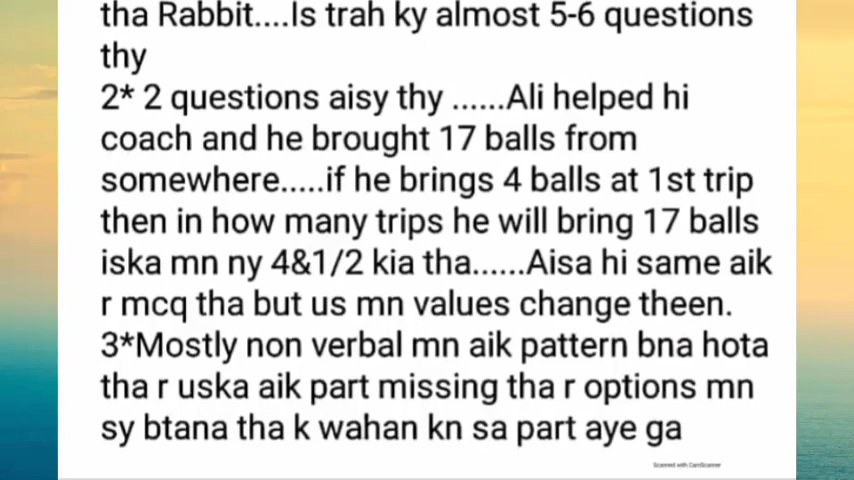 tha Rabbit....Is trah ky almost 5-6 questions
thy
2* 2 questions aisy thy ......Ali helped hi
coach and he brought 17 balls from
somewhere.....if he brings 4 balls at 1st trip
then in how many trips he will bring 17 balls
iska mn ny 4&1/2 kia tha......Aisa hi same aik
r mcq tha but us mn values change theen.
3*Mostly non verbal mn aik pattern bna hota
tha r uska aik part missing tha r options mn
sy btana tha k wahan kn sa part aye ga
Scanned with CamScanner